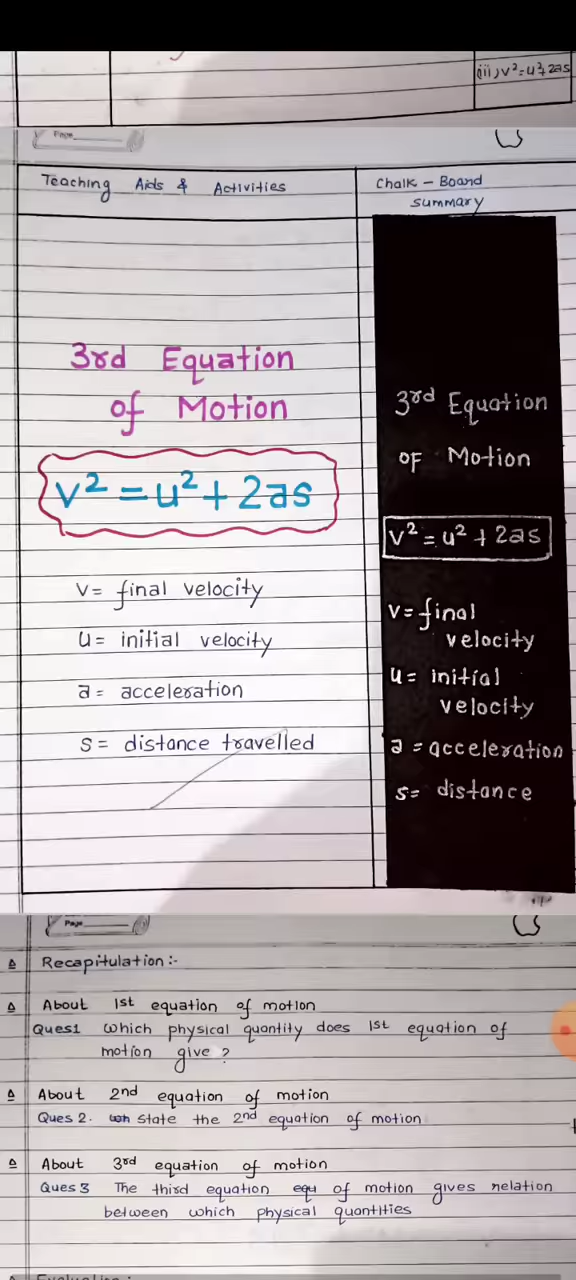 (iii) v²=u²+2as
Page
Teaching Aids & Activities
Chalk – Board
summary
3rd Equation
of Motion
v² = u² + 2as
v= final velocity
u= initial velocity
a= acceleration
s= distance travelled
3rd Equation
of Motion
v² = u² + 2as
v= final
velocity
u= initial
velocity
a = acceleration
s= distance
Page
Recapitulation :-
About 1st equation of motion
Ques1 Which physical quantity does 1st equation of
motion give ?
About 2nd equation of motion
Ques 2. State the 2nd equation of motion
About 3rd equation of motion
Ques 3 The third equation equ of motion gives relation
between which physical quantities